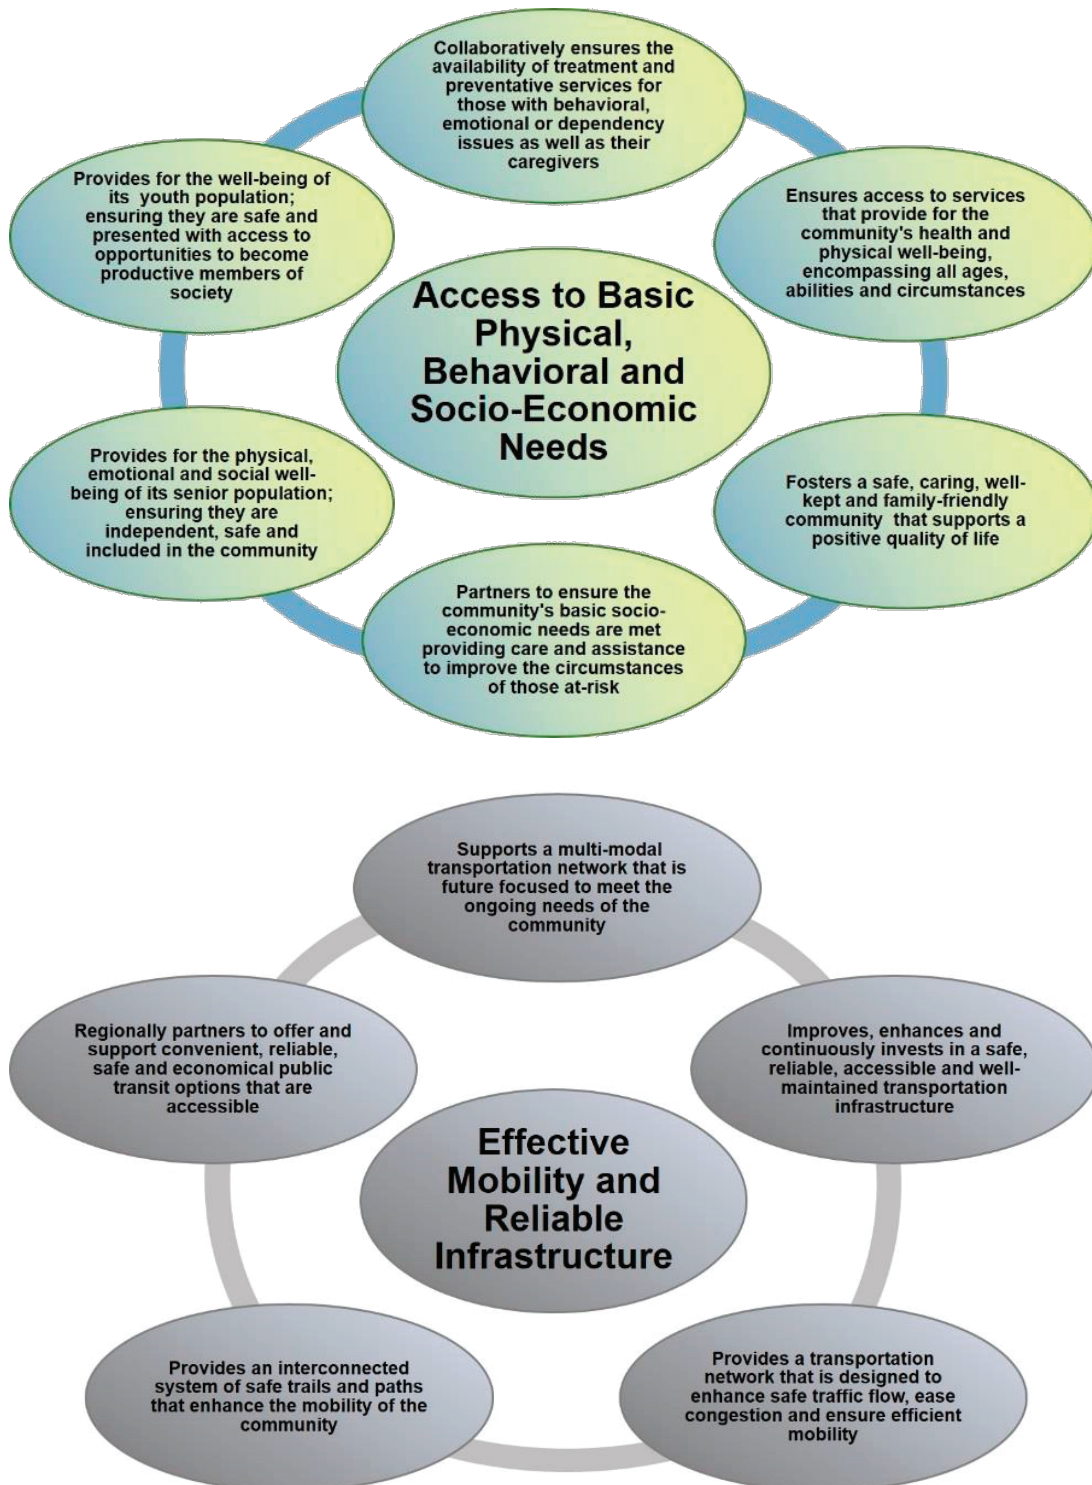 Collaboratively ensures the
availability of treatment and
preventative services for
those with behavioral,
emotional or dependency
issues as well as their
caregivers
Provides for the well-being of
its youth population;
ensuring they are safe and
presented with access to
opportunities to become
productive members of
society
Ensures access to services
that provide for the
community's health and
physical well-being,
encompassing all ages,
abilities and circumstances
Access to Basic
Physical,
Behavioral and
Socio-Economic
Needs
Provides for the physical,
emotional and social well-
being of its senior population;
ensuring they are
independent, safe and
included in the community
Fosters a safe, caring, well-
kept and family-friendly
community that supports a
positive quality of life
Partners to ensure the
community's basic socio-
economic needs are met
providing care and assistance
to improve the circumstances
of those at-risk
Supports a multi-modal
transportation network that is
future focused to meet the
ongoing needs of the
community
Regionally partners to offer and
support convenient, reliable,
safe and economical public
transit options that are
accessible
Improves, enhances and
continuously invests in a safe,
reliable, accessible and well-
maintained transportation
infrastructure
Effective
Mobility and
Reliable
Infrastructure
Provides an interconnected
system of safe trails and paths
that enhance the mobility of the
community
Provides a transportation
network that is designed to
enhance safe traffic flow, ease
congestion and ensure efficient
mobility